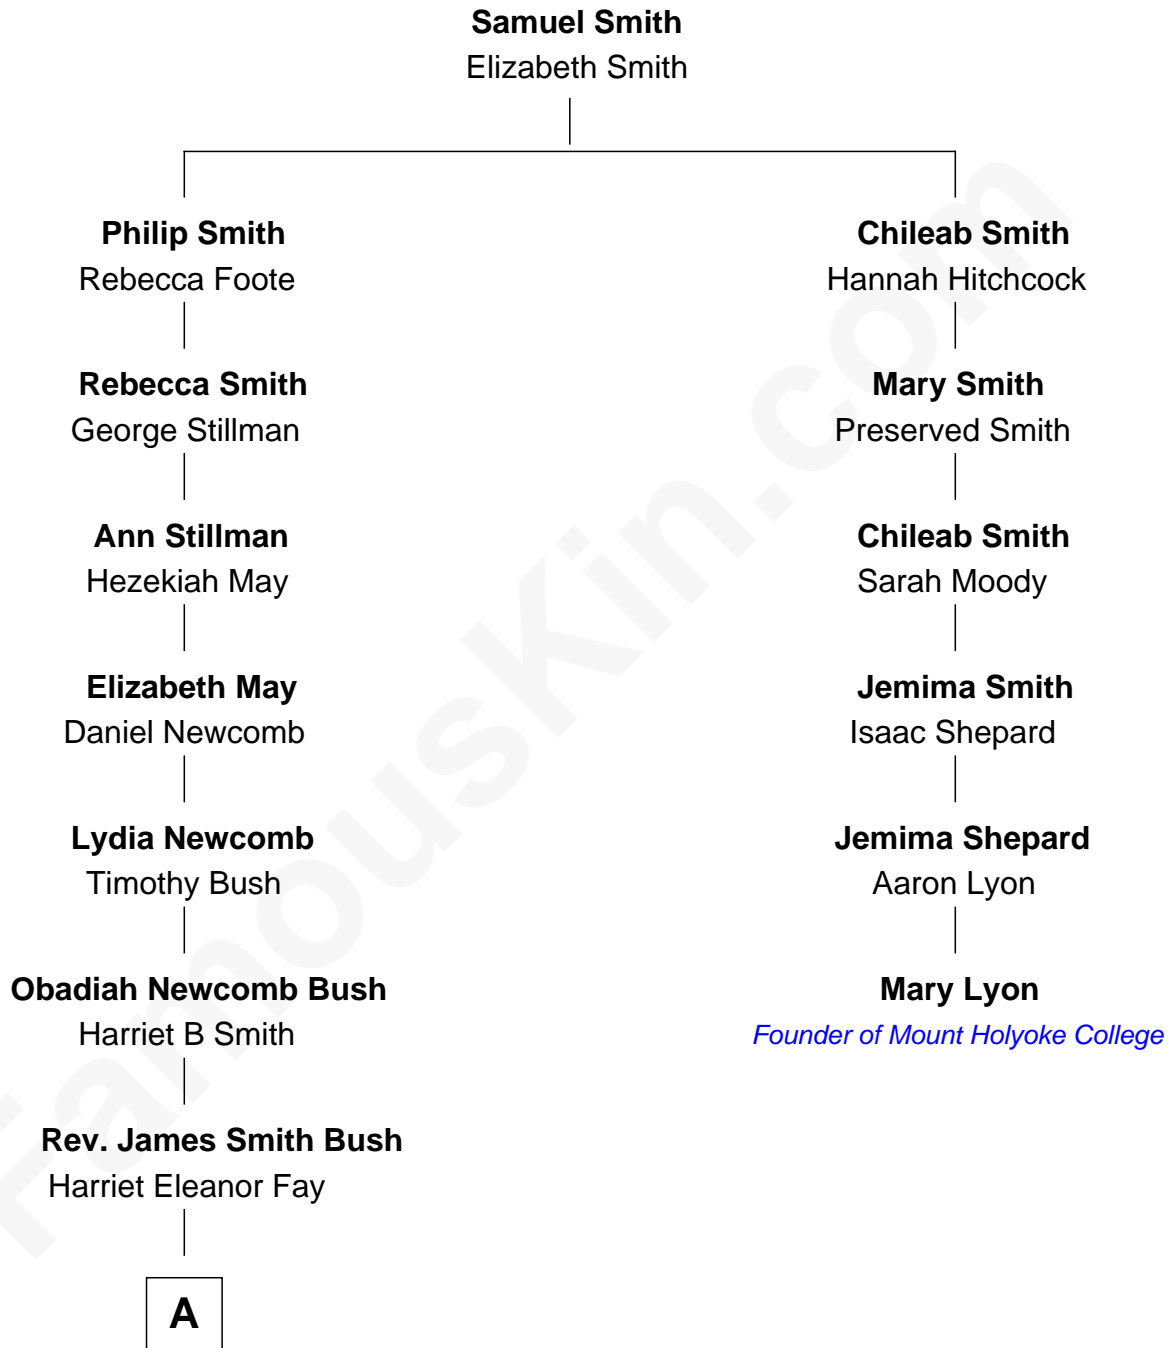 Samuel Smith
Elizabeth Smith
Philip Smith
Rebecca Foote
Chileab Smith
Hannah Hitchcock
Rebecca Smith
George Stillman
Mary Smith
Preserved Smith
Ann Stillman
Hezekiah May
Chileab Smith
Sarah Moody
Elizabeth May
Daniel Newcomb
Jemima Smith
Isaac Shepard
Lydia Newcomb
Timothy Bush
Jemima Shepard
Aaron Lyon
Obadiah Newcomb Bush
Harriet B Smith
Mary Lyon
Founder of Mount Holyoke College
Rev. James Smith Bush
Harriet Eleanor Fay
A
FamousKin.com